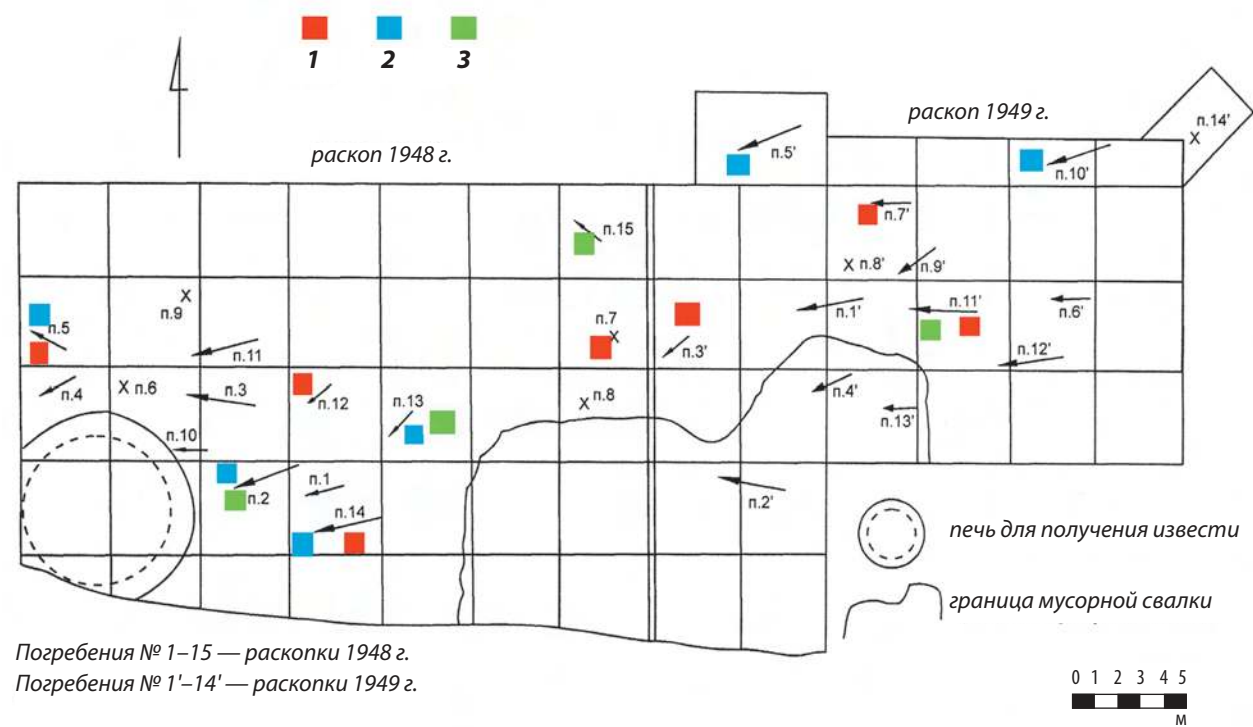 1 2 3
раскоп 1948 г.
раскоп 1949 г.
п.14'
п.5'
п.10'
п.15
п.7'
п.8'
п.9'
п.5
п.9
п.11
п.7
п.3'
п.1'
п.11'
п.6'
п.12'
п.4
п.6
п.3
п.12
п.13
п.8
п.4'
п.13'
п.10
п.2
п.1
п.14
п.2'
печь для получения извести
граница мусорной свалки
Погребения № 1–15 — раскопки 1948 г.
Погребения № 1'–14' — раскопки 1949 г.
0 1 2 3 4 5
м